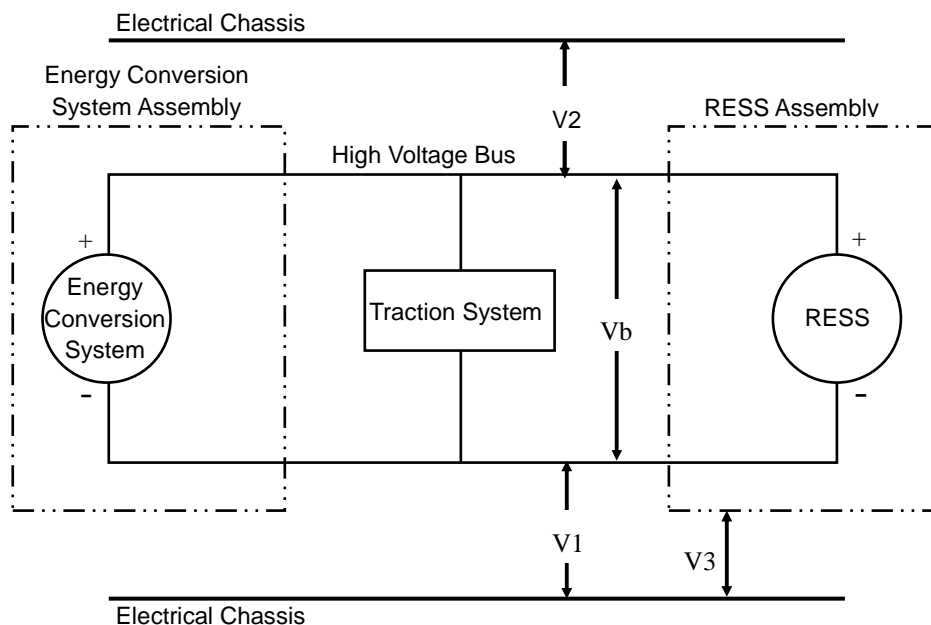 Electrical Chassis
Energy Conversion
System Assembly
V2
RESS Assembly
High Voltage Bus
+
+
Energy
Conversion
System
Traction System
Vb
RESS
-
-
V1
V3
Electrical Chassis